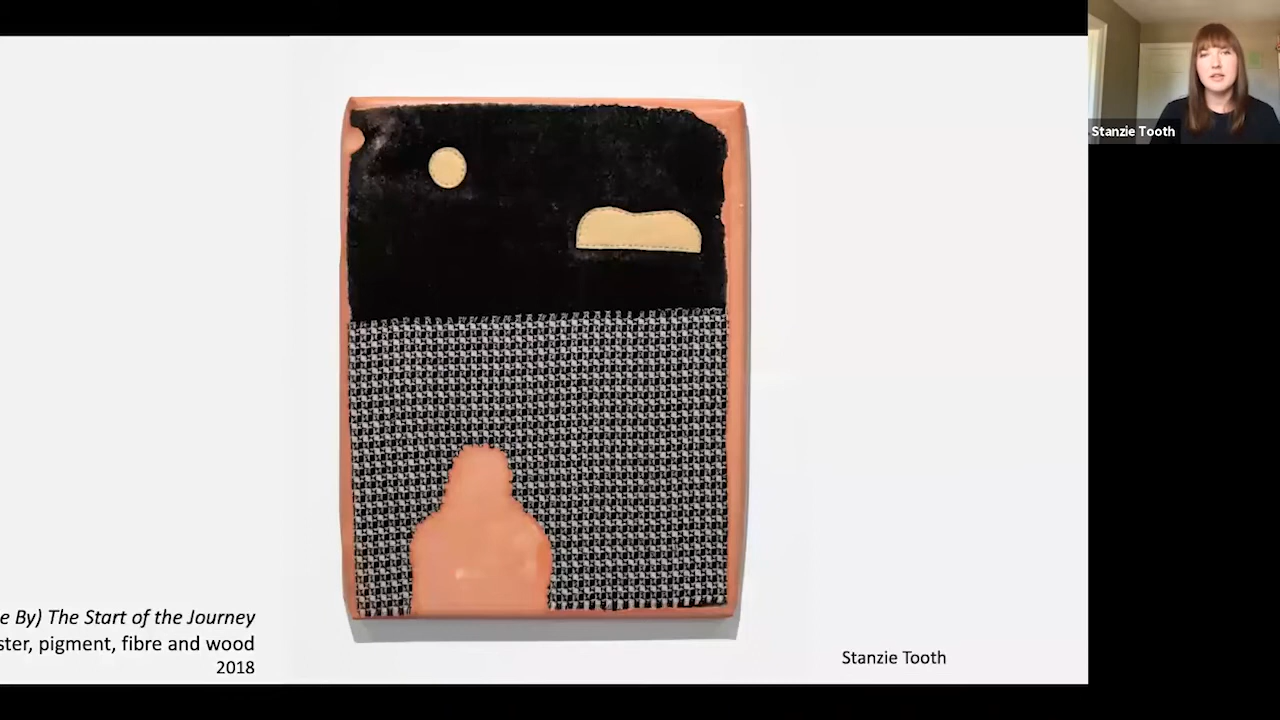 e By) The Start of the Journey
ster, pigment, fibre and wood
2018
Stanzie Tooth
Stanzie Tooth